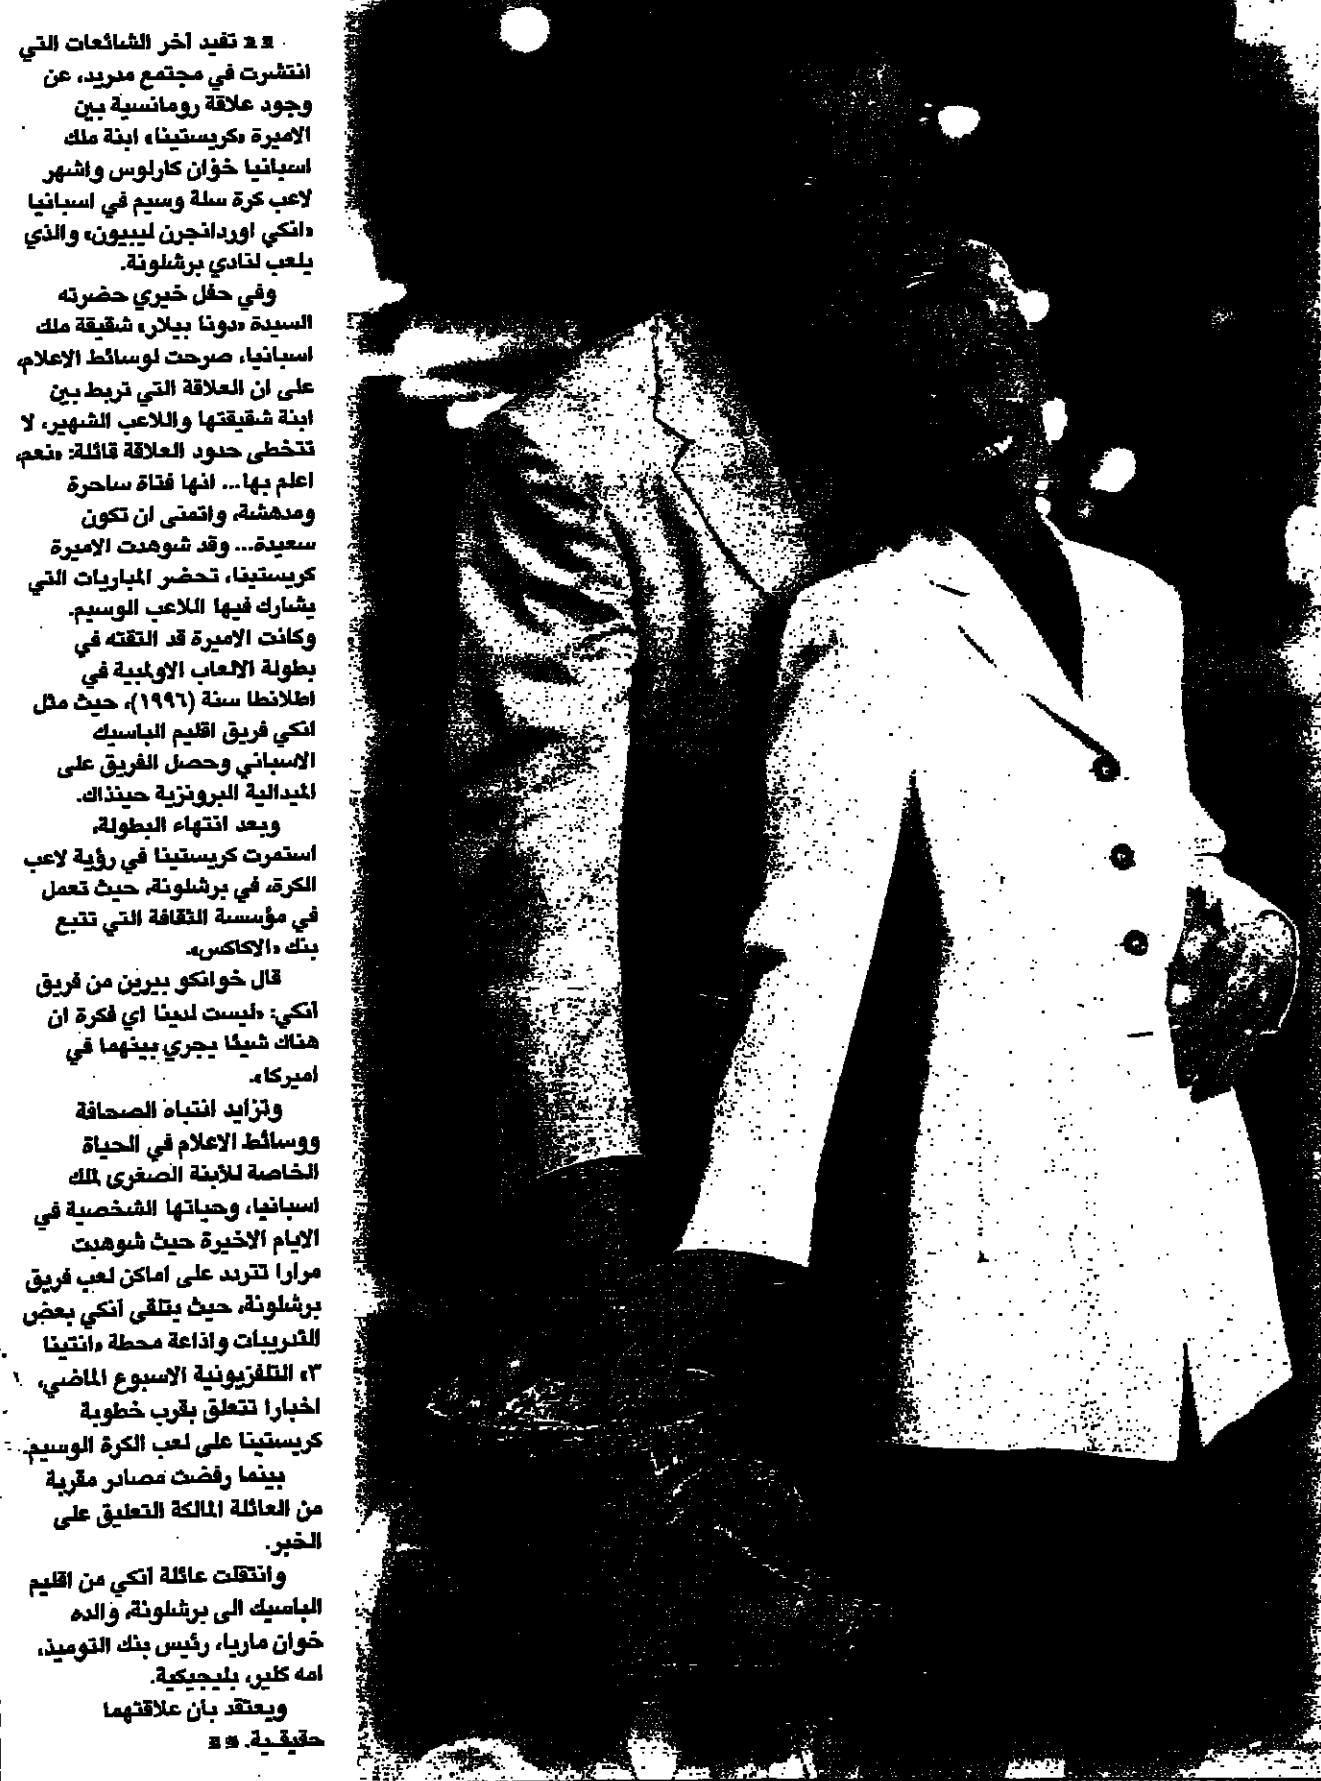 تفيد آخر الشائعات التي
انتشرت في مجتمع مدريد، عن
وجود علاقة رومانسية بين
الاميرة «كريستينا» ابنة ملك
اسبانيا خوان كارلوس واشهر
لاعب كرة سلة وسيم في اسبانيا
«انكي اوردانجرن ليبيون» والذي
يلعب لنادي برشلونة.
وفي حفل خيري حضرته
السيدة «دونا بيلار» شقيقة ملك
اسبانيا، صرحت لوسائط الاعلام،
على ان العلاقة التي تربط بين
ابنة شقيقتها واللاعب الشهير، لا
تتخطى حدود العلاقة قائلة: «نعم،
اعلم بها... انها فتاة ساحرة
ومدهشة، واتمنى ان تكون
سعيدة... وقد شوهدت الاميرة
كريستينا، تحضر المباريات التي
يشارك فيها اللاعب الوسيم.
وكانت الاميرة قد التقته في
بطولة الالعاب الاولمبية في
اطلانطا سنة (١٩٩٦)، حيث مثل
انكي فريق اقليم الباسيك
الاسباني وحصل الفريق على
الميدالية البرونزية حينذاك.
وبعد انتهاء البطولة،
استمرت كريستينا في رؤية لاعب
الكرة، في برشلونة، حيث تعمل
في مؤسسة الثقافة التي تتبع
بنك «الاكاكس».
قال خوانكو بيرين من فريق
أنكي: «ليست لدينا اي فكرة ان
هناك شيئا يجري بينهما في
اميركا».
وتزايد انتباه الصحافة
ووسائط الاعلام في الحياة
الخاصة للأبنة الصغرى لملك
اسبانيا، وحياتها الشخصية في
الايام الاخيرة حيث شوهدت
مرارا تتردد على اماكن لعب فريق
برشلونة، حيث يتلقى أنكي بعض
التدريبات واذاعة محطة «انتينا
٣» التلفزيونية الاسبوع الماضي،
اخبارا تتعلق بقرب خطوبة
كريستينا على لعب الكرة الوسيم.
بينما رفضت مصادر مقربة
من العائلة المالكة التعليق على
الخبر.
وانتقلت عائلة أنكي من اقليم
الباسيك الى برشلونة، والده
خوان ماريا، رئيس بنك التوميذ،
امه كلير، بليجيكية.
ويعتقد بأن علاقتهما
حقيقـية.